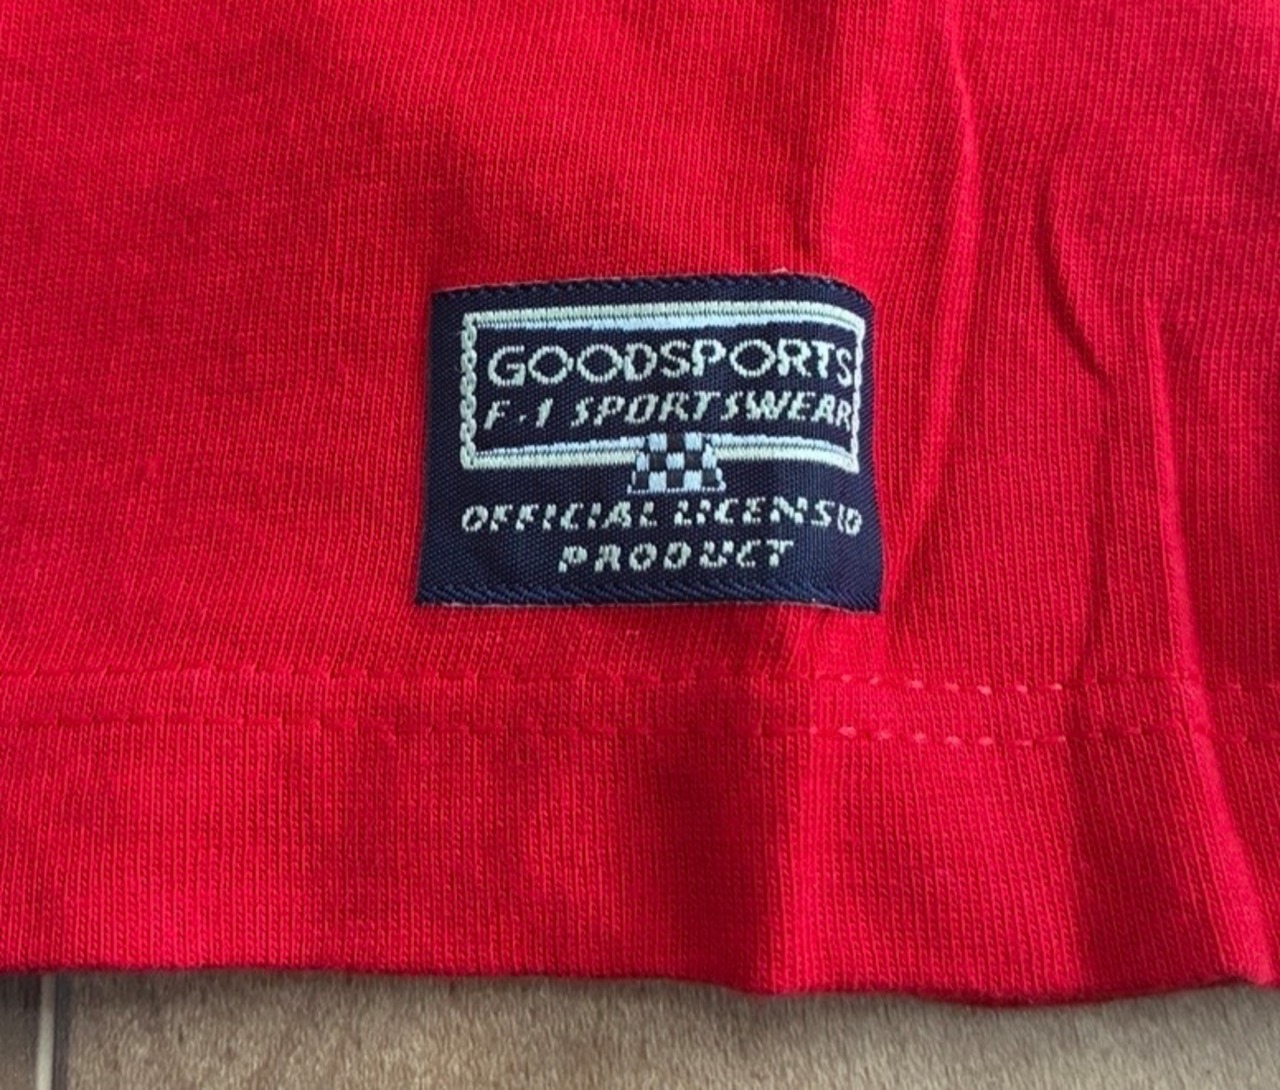 GOODSPORTS
F-1 SPORTSWEAR
OFFICIAL LICENSED
PRODUCT